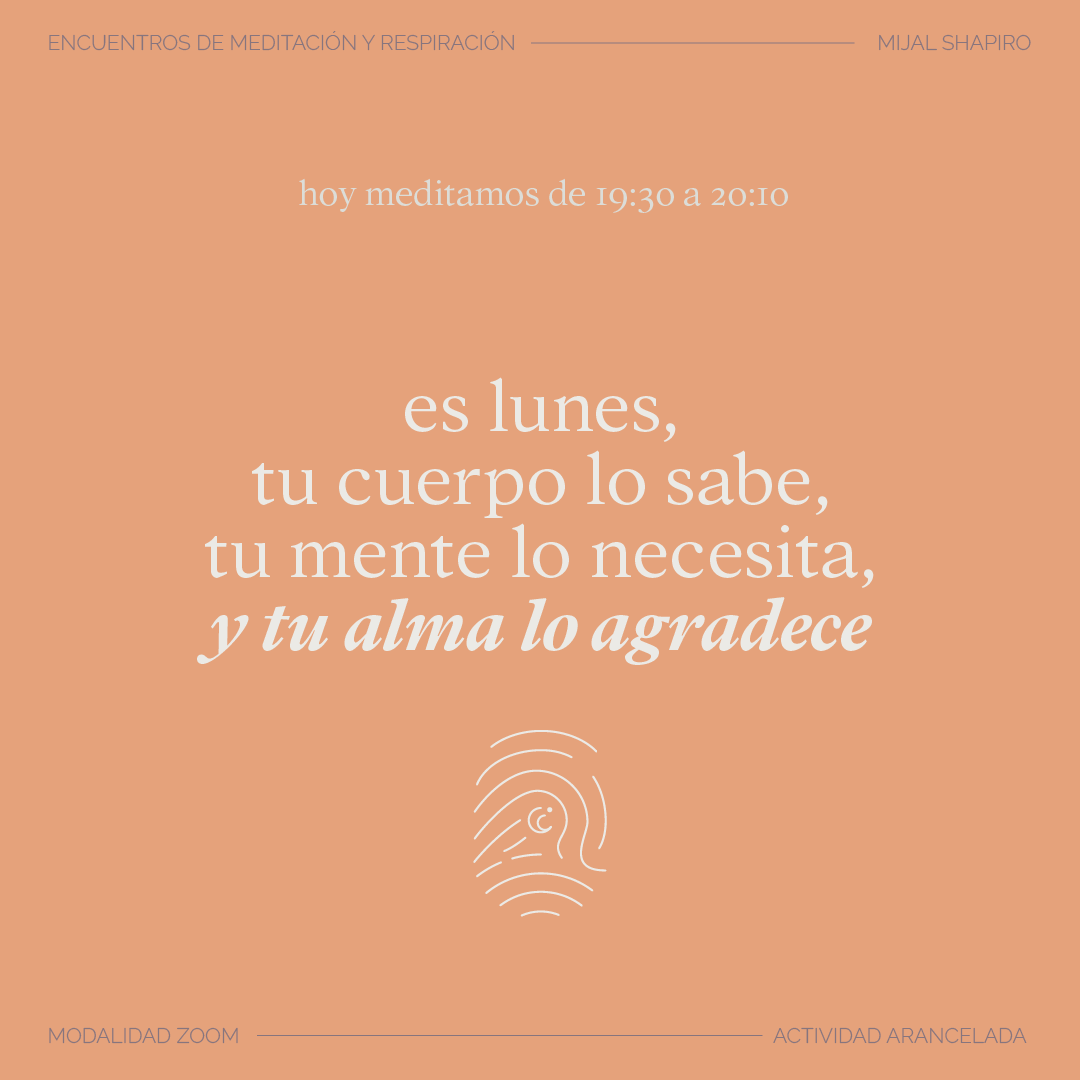 ENCUENTROS DE MEDITACIÓN Y RESPIRACIÓN
MIJAL SHAPIRO
hoy meditamos de 19:30 a 20:10
es lunes,
tu cuerpo lo sabe,
tu mente lo necesita,
y tu alma lo agradece
MODALIDAD ZOOM
ACTIVIDAD ARANCELADA